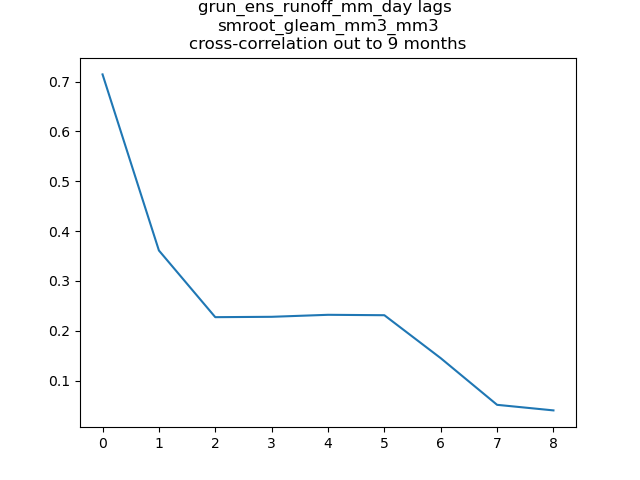 grun_ens_runoff_mm_day lags
smroot_gleam_mm3_mm3
cross-correlation out to 9 months
0.7
0.6
0.5
0.4
0.3
0.2
0.1
0 1 2 3 4 5 6 7 8